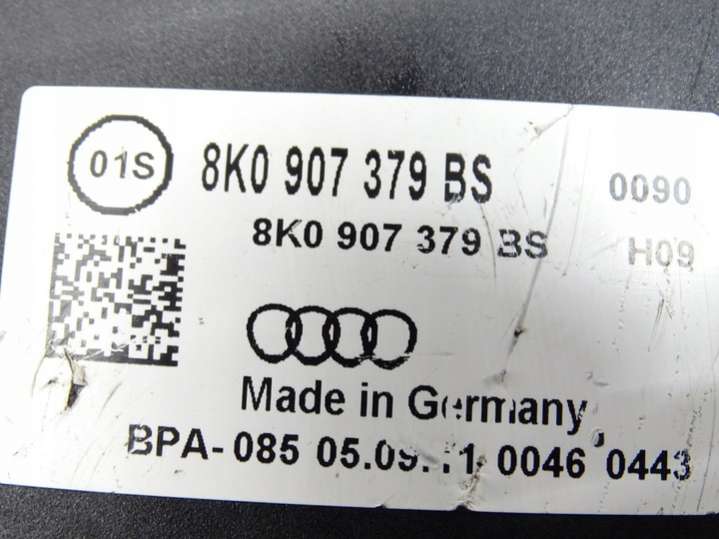 01S 8K0 907 379 BS 0090
8K0 907 379 BS H09
Made in Germany
BPA-085 05.09.11 0046 0443